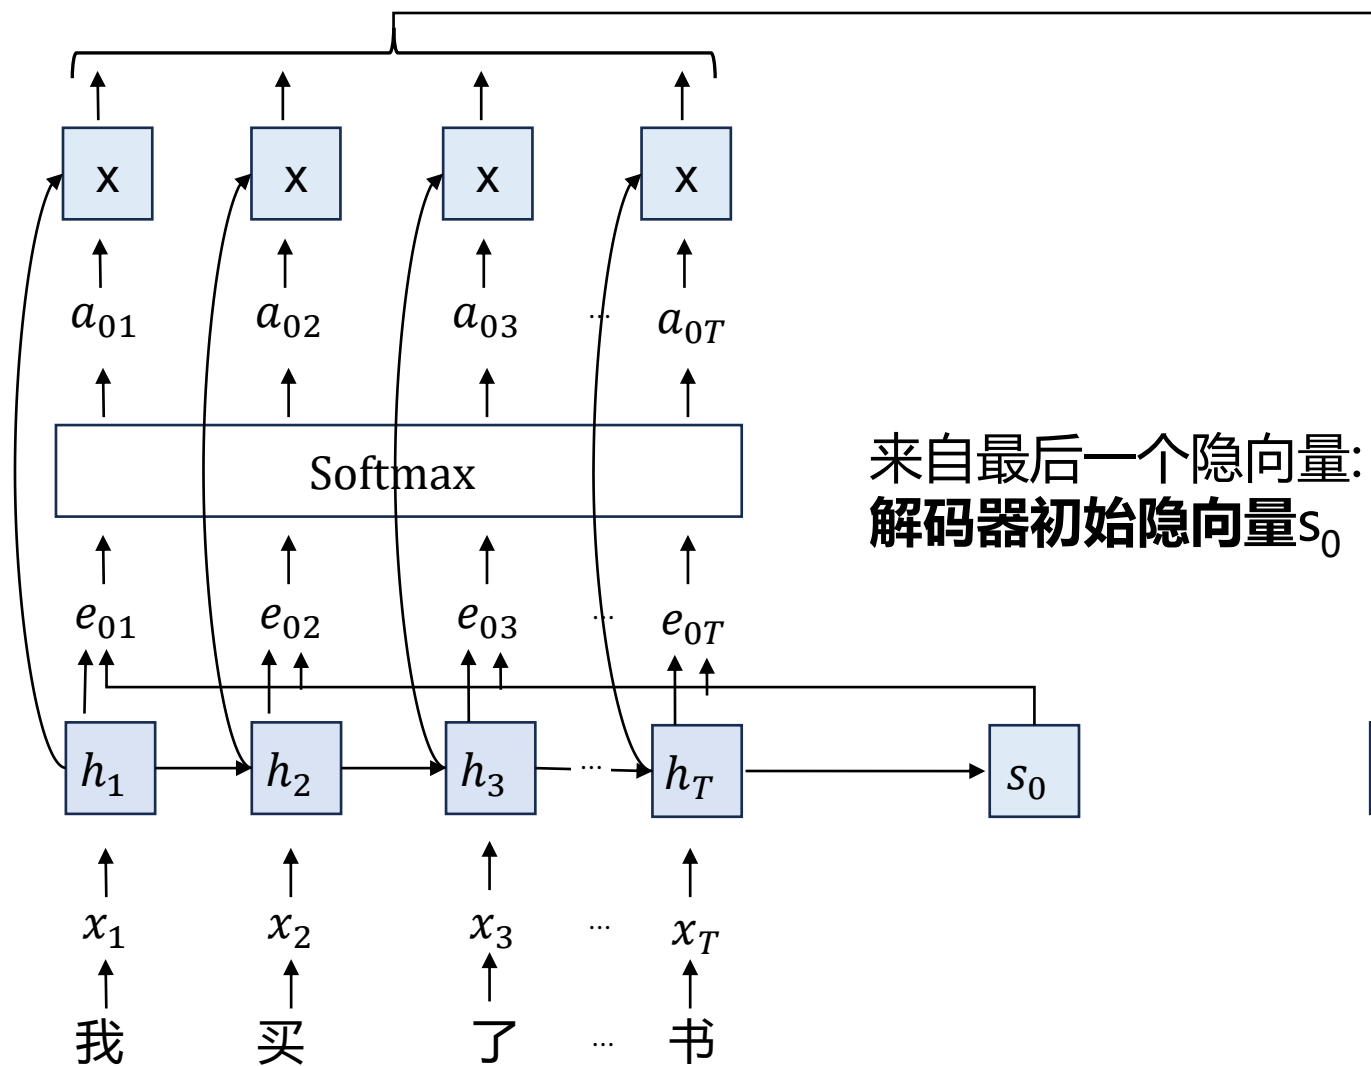 x x x x
a₀₁ a₀₂ a₀₃ ... a₀T
Softmax
来自最后一个隐向量:
解码器初始隐向量s₀
e₀₁ e₀₂ e₀₃ ... e₀T
h₁ h₂ h₃ ... hT s₀
x₁ x₂ x₃ ... xT
我 买 了 ... 书